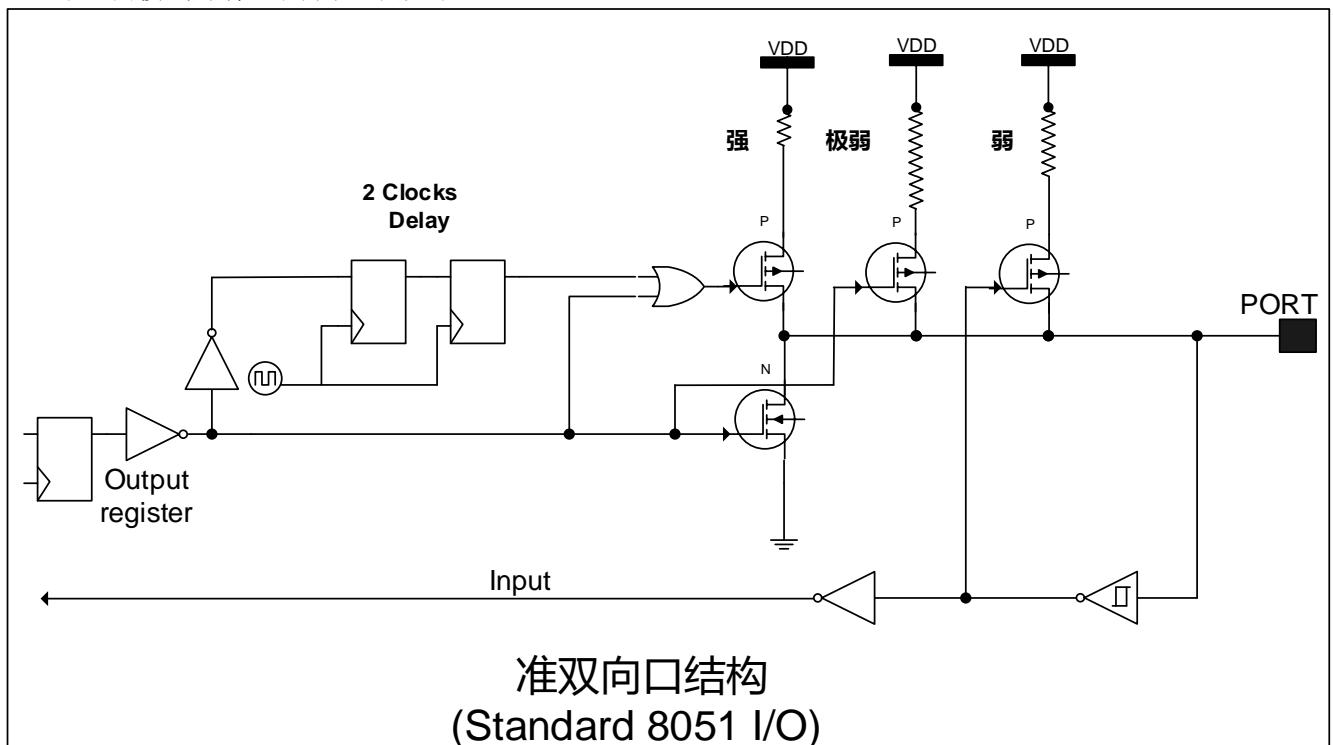 VDD
VDD
VDD
强
极弱
弱
2 Clocks
Delay
P
P
P
PORT
N
Output
register
Input
准双向口结构
(Standard 8051 I/O)